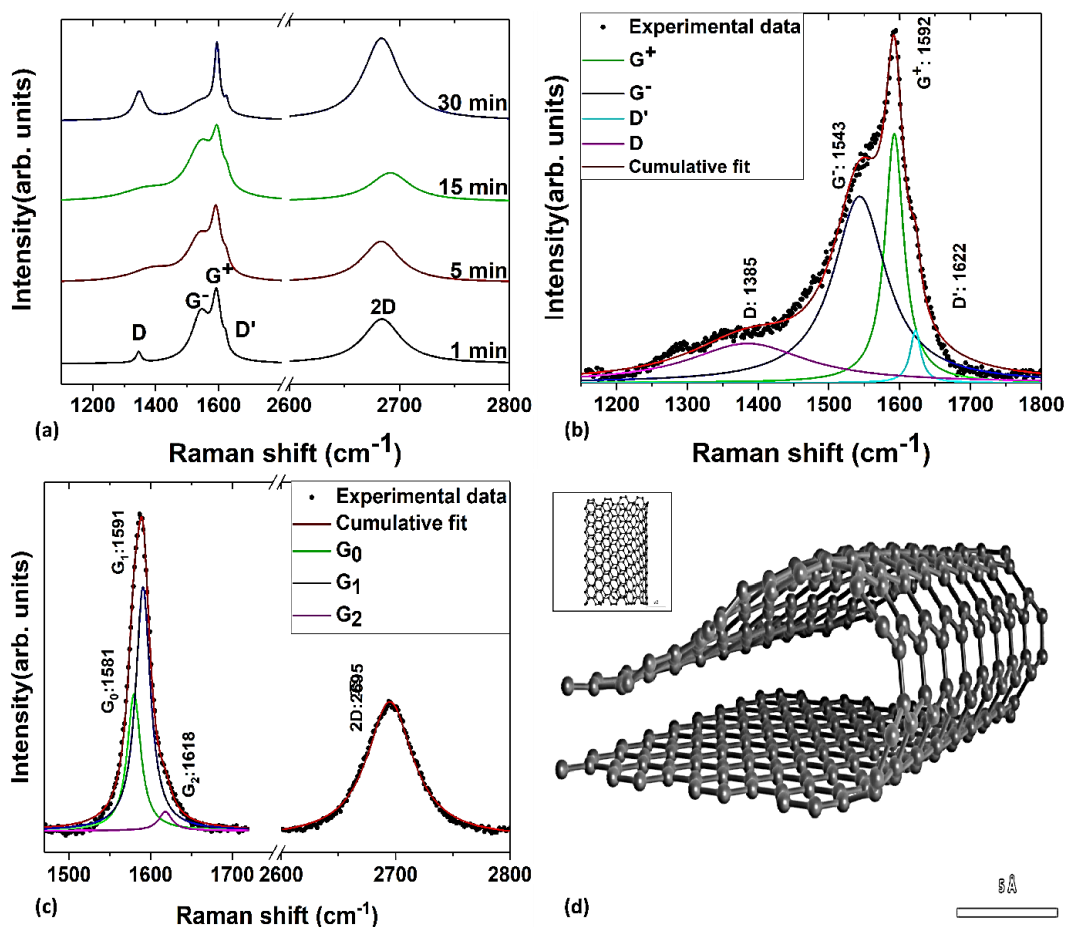 Intensity(arb. units)
30 min
15 min
5 min
G+
G-
D
D'
2D
1 min
1200
1400
1600
2600
2700
2800
(a)
Raman shift (cm-1)
Intensity(arb. units)
Experimental data
G+
G-
D'
D
Cumulative fit
G+: 1592
G-: 1543
D: 1385
D': 1622
1200
1300
1400
1500
1600
1700
1800
(b)
Raman shift (cm-1)
Intensity(arb. units)
Experimental data
Cumulative fit
G0
G1
G2
G1:1591
G0:1581
G2:1618
1500
1600
1700
2600
2700
2800
(c)
Raman shift (cm-1)
(d)
5 Å